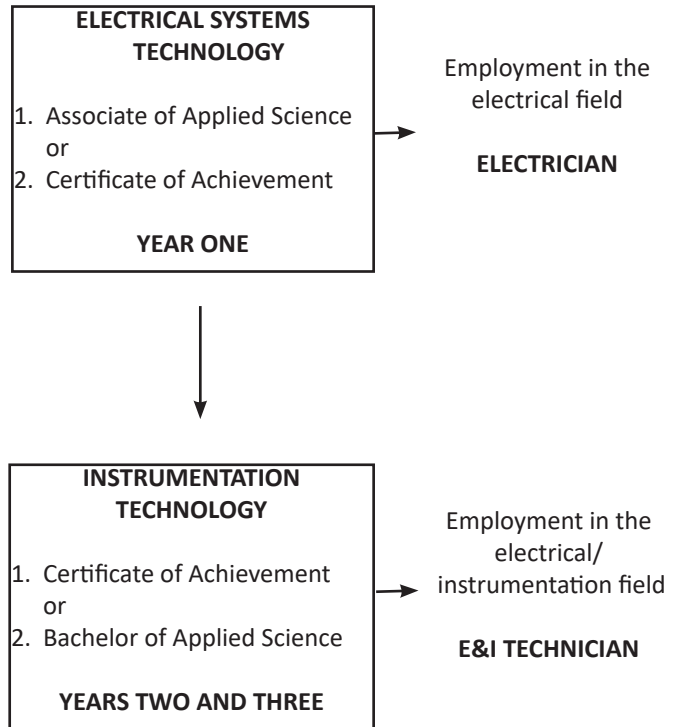 ELECTRICAL SYSTEMS
TECHNOLOGY
1. Associate of Applied Science
or
2. Certificate of Achievement
YEAR ONE
Employment in the
electrical field
ELECTRICIAN
INSTRUMENTATION
TECHNOLOGY
1. Certificate of Achievement
or
2. Bachelor of Applied Science
YEARS TWO AND THREE
Employment in the
electrical/
instrumentation field
E&I TECHNICIAN